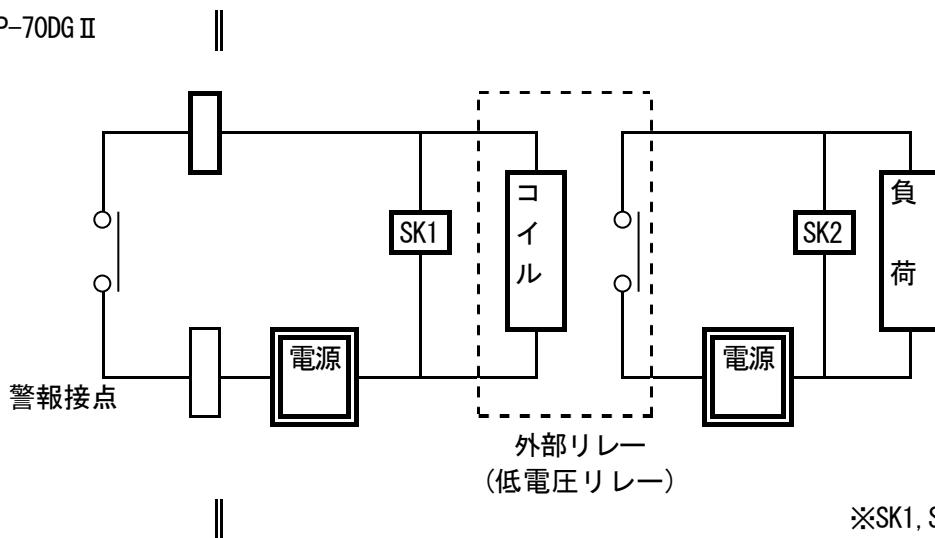 P-70DGⅡ
コイル
負荷
SK1
SK2
電源
電源
警報接点
外部リレー
(低電圧リレー)
※SK1,S